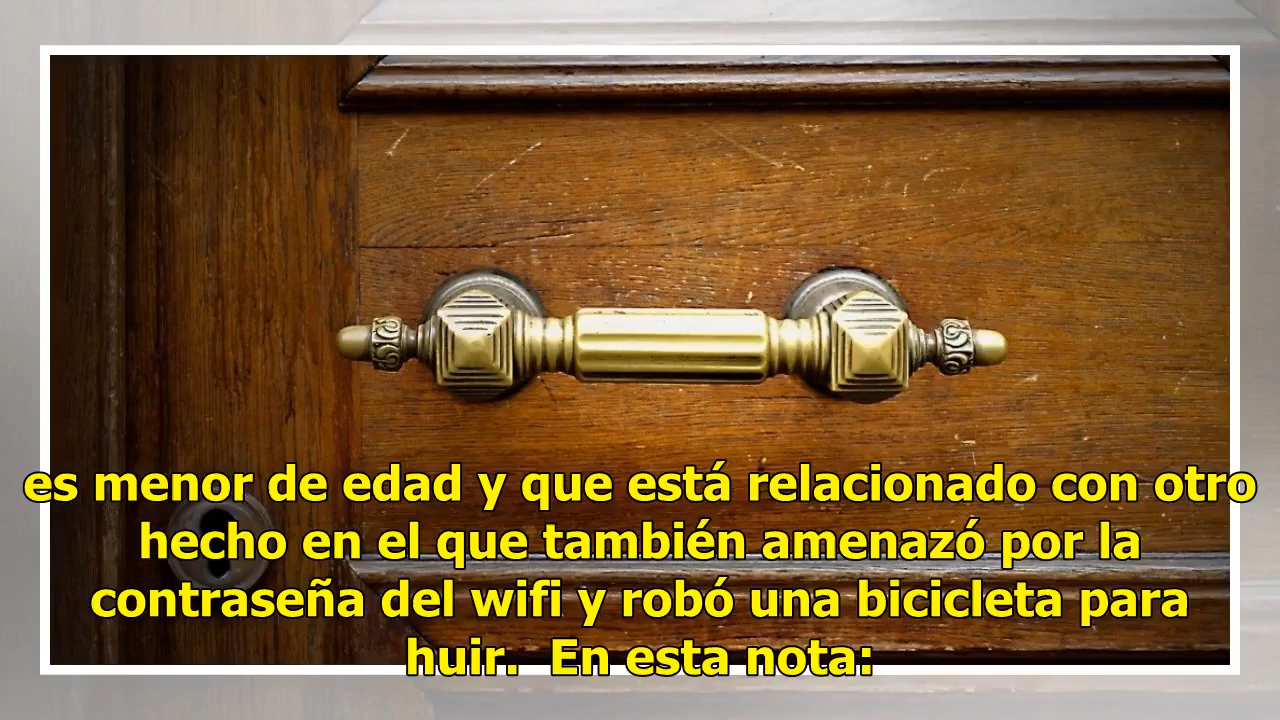 es menor de edad y que está relacionado con otro
hecho en el que también amenazó por la
contraseña del wifi y robó una bicicleta para
huir.  En esta nota: